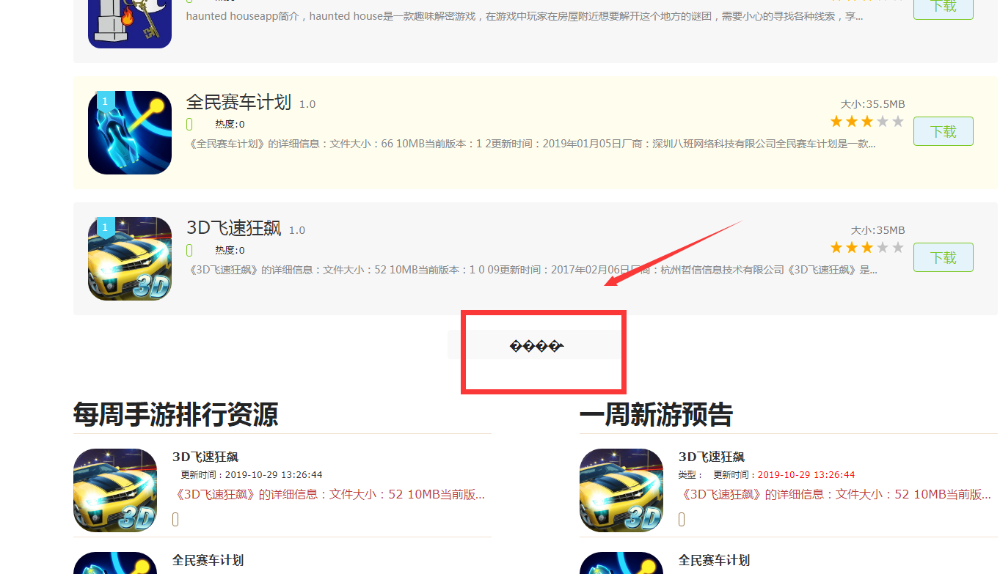 haunted houseapp简介，haunted house是一款趣味解密游戏，在游戏中玩家在房屋附近想要解开这个地方的谜团，需要小心的寻找各种线索，享...
下载
1
全民赛车计划 1.0
大小:35.5MB
热度:0
下载
《全民赛车计划》的详细信息：文件大小：66 10MB当前版本：1 2更新时间：2019年01月05日厂商：深圳八班网络科技有限公司全民赛车计划是一款...
1
3D飞速狂飙 1.0
大小:35MB
热度:0
下载
《3D飞速狂飙》的详细信息：文件大小：52 10MB当前版本：1 0 09更新时间：2017年02月06日厂商：杭州哲信信息技术有限公司《3D飞速狂飙》是...
3D
����
每周手游排行资源
3D飞速狂飙
更新时间：2019-10-29 13:26:44
《3D飞速狂飙》的详细信息：文件大小：52 10MB当前版...
3D
全民赛车计划
一周新游预告
3D飞速狂飙
类型： 更新时间：2019-10-29 13:26:44
《3D飞速狂飙》的详细信息：文件大小：52 10MB当前版...
3D
全民赛车计划